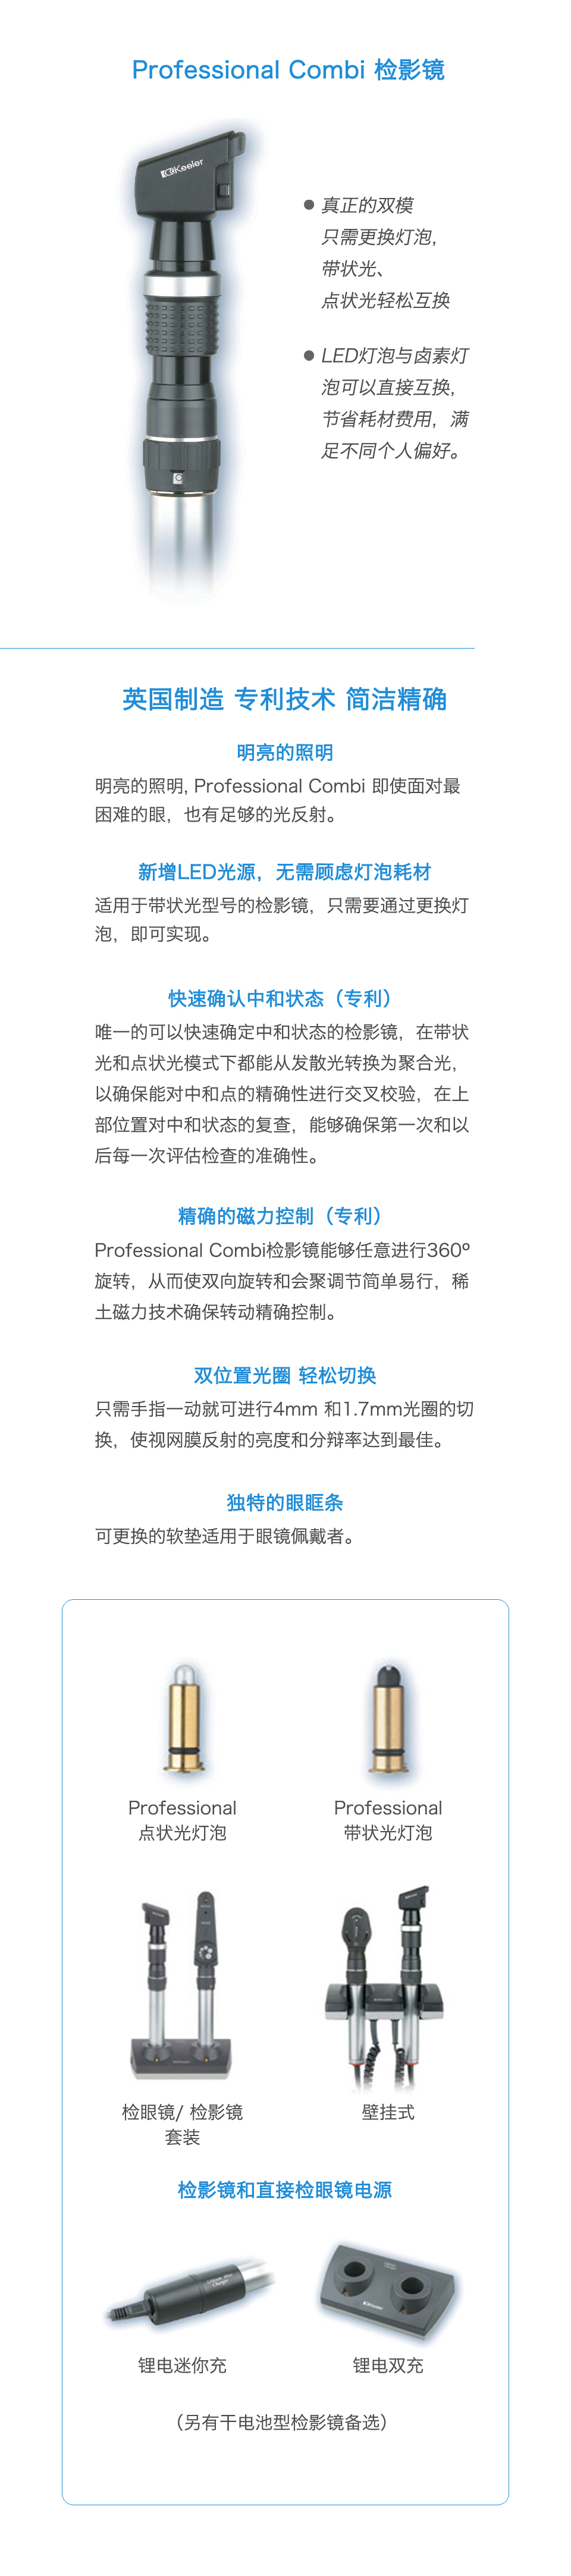 Professional Combi 检影镜
Keeler
真正的双模
只需更换灯泡，
带状光、
点状光轻松互换
LED灯泡与卤素灯
泡可以直接互换，
节省耗材费用，满
足不同个人偏好。
英国制造 专利技术 简洁精确
明亮的照明
明亮的照明, Professional Combi 即使面对最
困难的眼，也有足够的光反射。
新增LED光源，无需顾虑灯泡耗材
适用于带状光型号的检影镜，只需要通过更换灯
泡，即可实现。
快速确认中和状态（专利）
唯一的可以快速确定中和状态的检影镜，在带状
光和点状光模式下都能从发散光转换为聚合光，
以确保能对中和点的精确性进行交叉校验，在上
部位置对中和状态的复查，能够确保第一次和以
后每一次评估检查的准确性。
精确的磁力控制（专利）
Professional Combi检影镜能够任意进行360º
旋转，从而使双向旋转和会聚调节简单易行，稀
土磁力技术确保转动精确控制。
双位置光圈 轻松切换
只需手指一动就可进行4mm 和1.7mm光圈的切
换，使视网膜反射的亮度和分辩率达到最佳。
独特的眼眶条
可更换的软垫适用于眼镜佩戴者。
Professional
点状光灯泡
Professional
带状光灯泡
检眼镜/ 检影镜
套装
壁挂式
检影镜和直接检眼镜电源
Keeler
锂电迷你充
锂电双充
（另有干电池型检影镜备选）